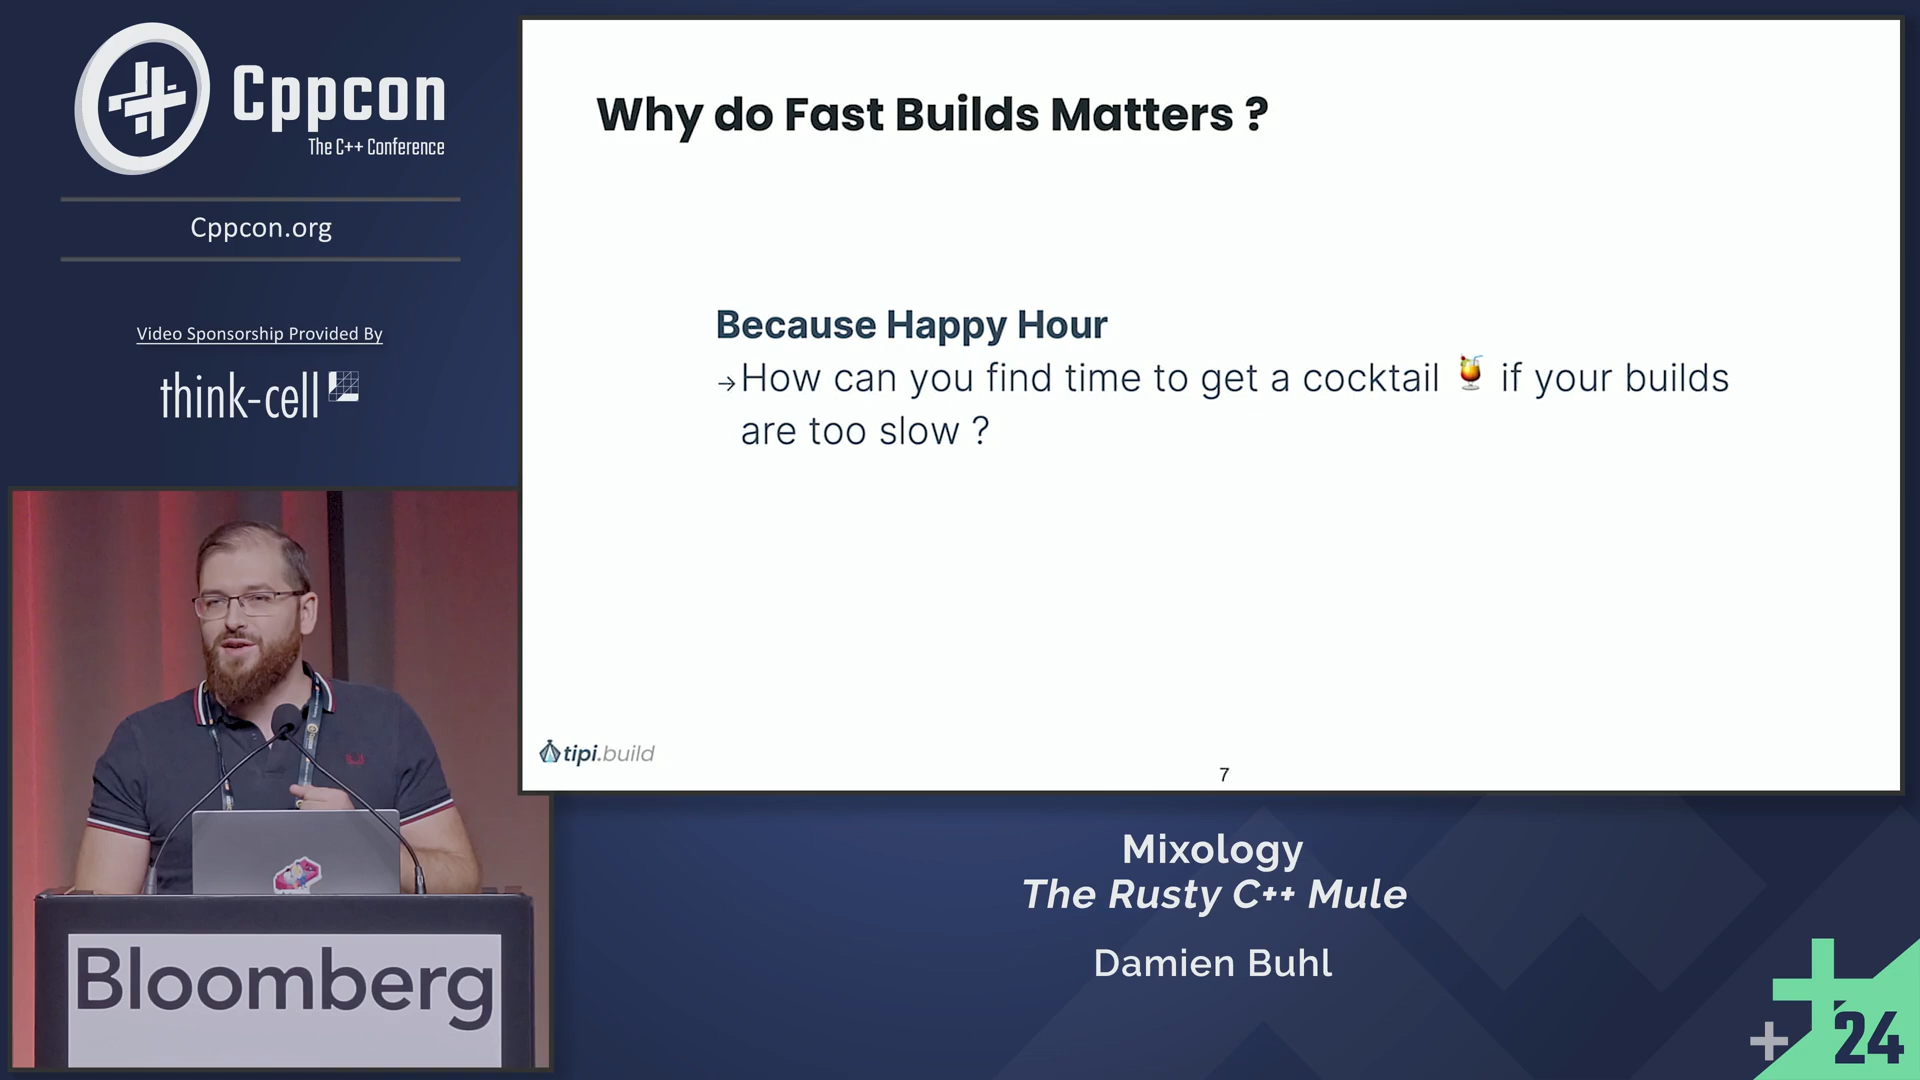 Cppcon
The C++ Conference
Cppcon.org
Video Sponsorship Provided By
think-cell
Why do Fast Builds Matters ?
Because Happy Hour
→How can you find time to get a cocktail 🍹 if your builds
are too slow ?
tipi.build
7
Bloomberg
Mixology
The Rusty C++ Mule
Damien Buhl
24